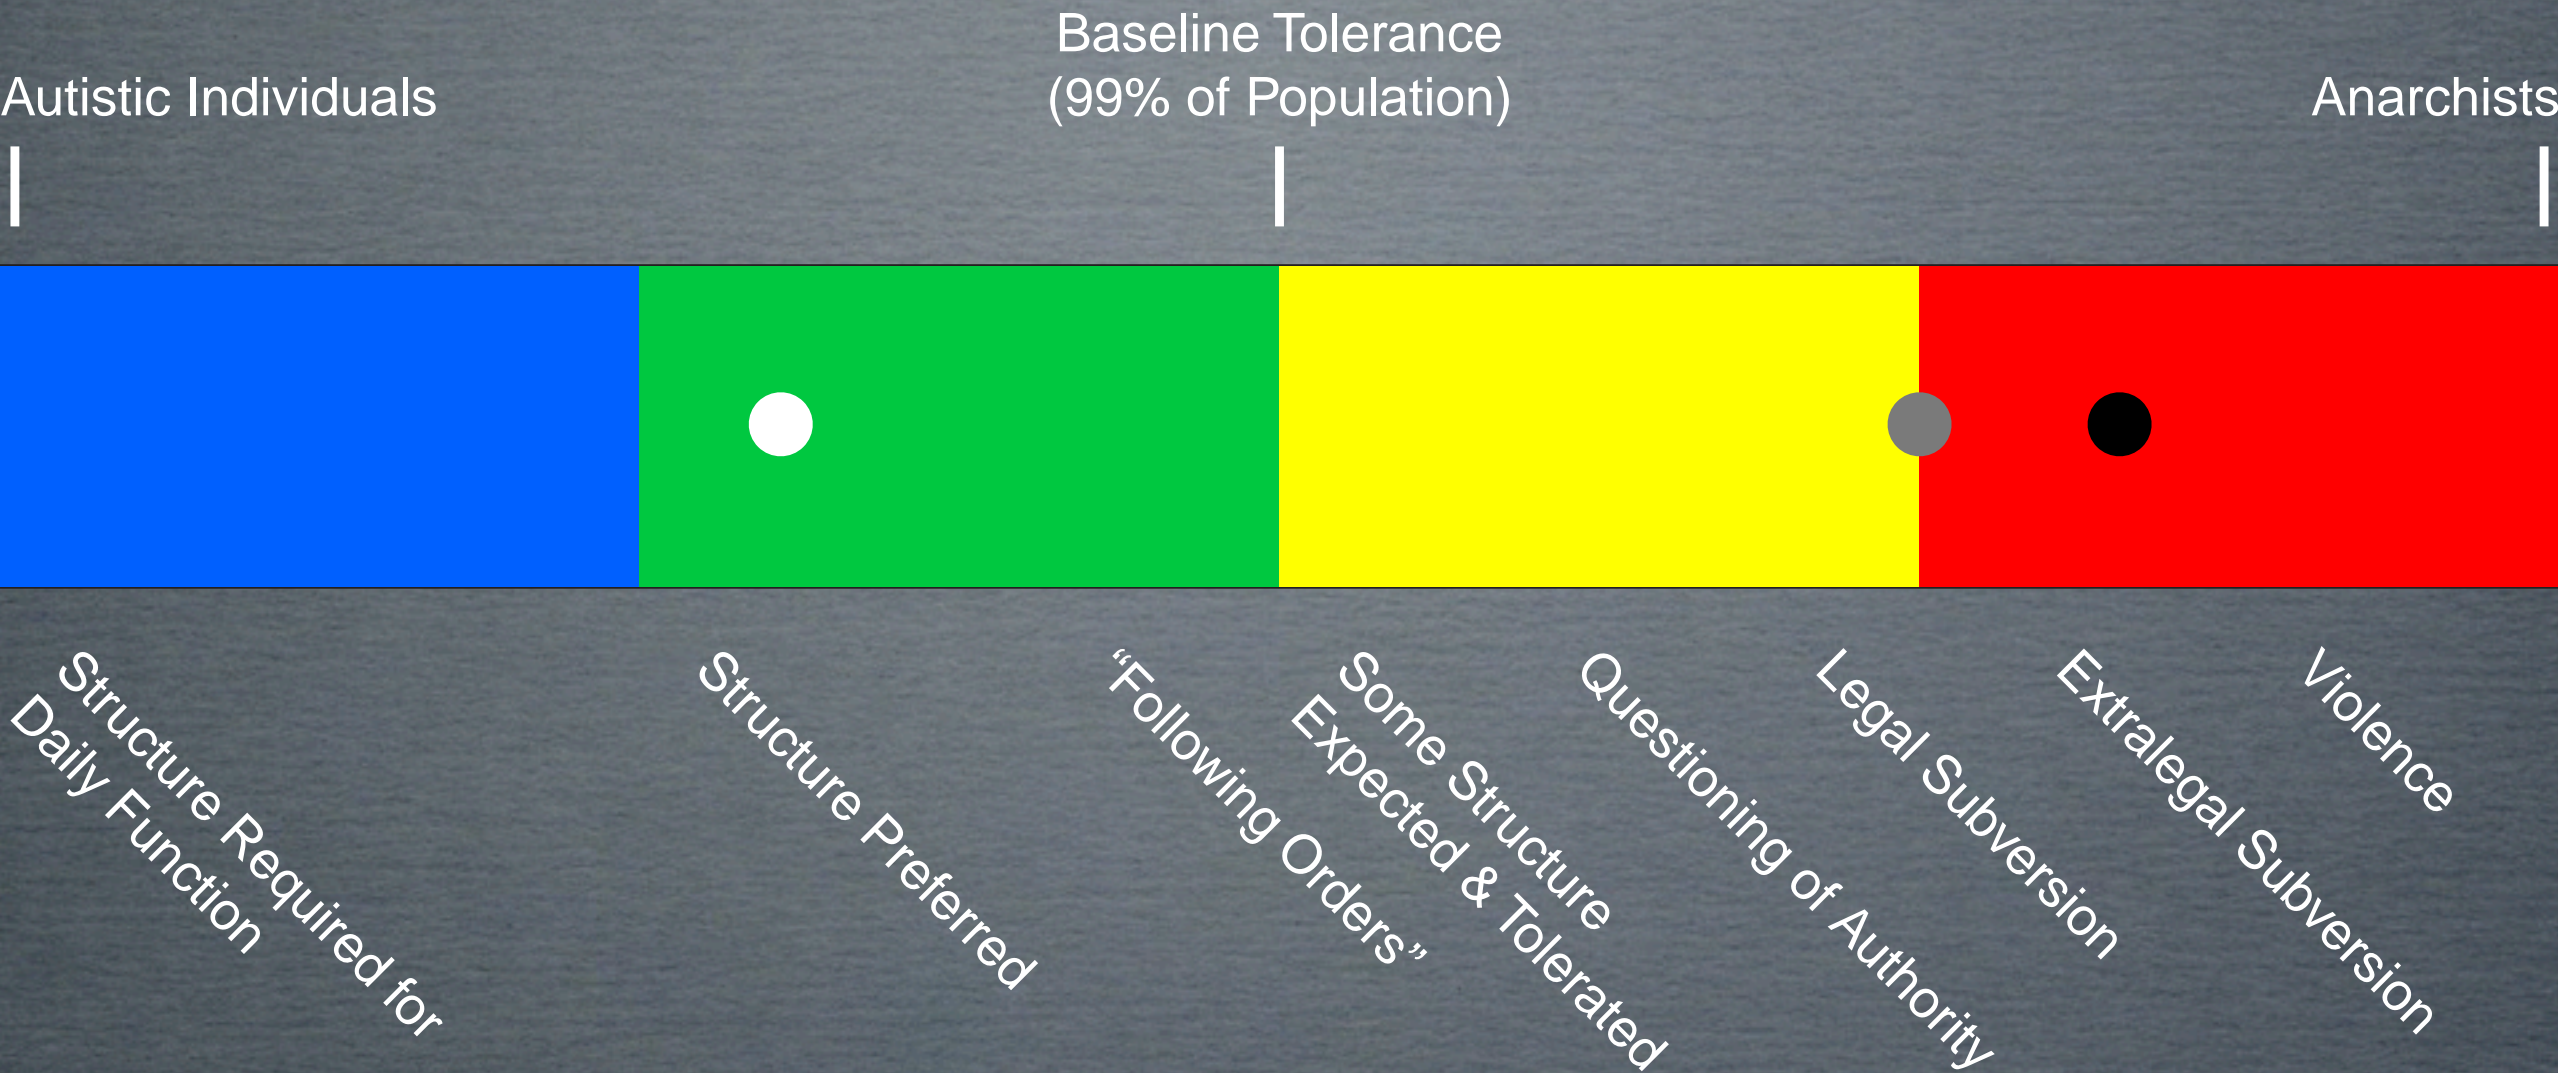 Baseline Tolerance
(99% of Population)
Autistic Individuals
Anarchists
Structure Required for
Daily Function
Structure Preferred
“Following Orders”
Some Structure
Expected & Tolerated
Questioning of Authority
Legal Subversion
Extralegal Subversion
Violence